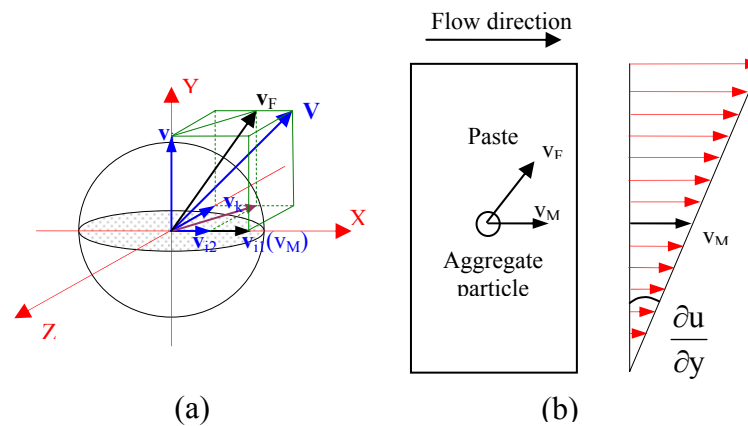 Flow direction
Y
v_F
V
v
v_k
X
v_i2
v_i1(v_M)
Z
Paste
v_F
v_M
Aggregate
particle
v_M
∂u
∂y
(a)
(b)